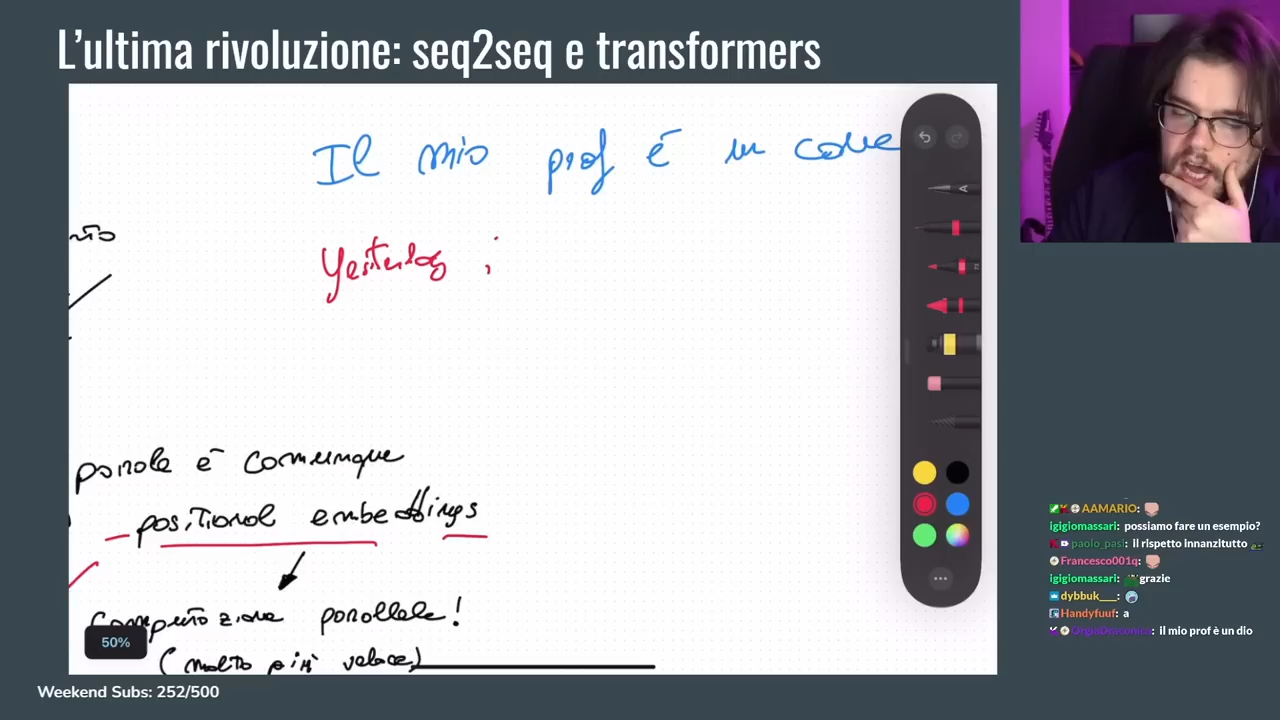 L'ultima rivoluzione: seq2seq e transformers
Il mio prof è in
Yesterday i
parole è comunque
positional embeddings
computazione parallela!
50%
(molto più veloce)
Weekend Subs: 252/500
AAMARIO:
igigiomassari: possiamo fare un esempio?
paolo_pasi: il rispetto innanzitutto
Francesco001q:
igigiomassari: grazie
dybbuk___:
Handyfuuf: a
OrgiaDraconica: il mio prof è un dio